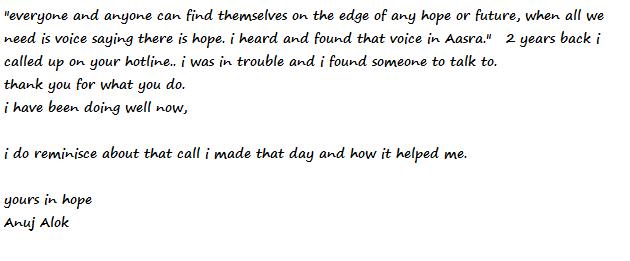 "everyone and anyone can find themselves on the edge of any hope or future, when all we
need is voice saying there is hope. i heard and found that voice in Aasra."   2 years back i
called up on your hotline.. i was in trouble and i found someone to talk to.
thank you for what you do.
i have been doing well now,
i do reminisce about that call i made that day and how it helped me.
yours in hope
Anuj Alok